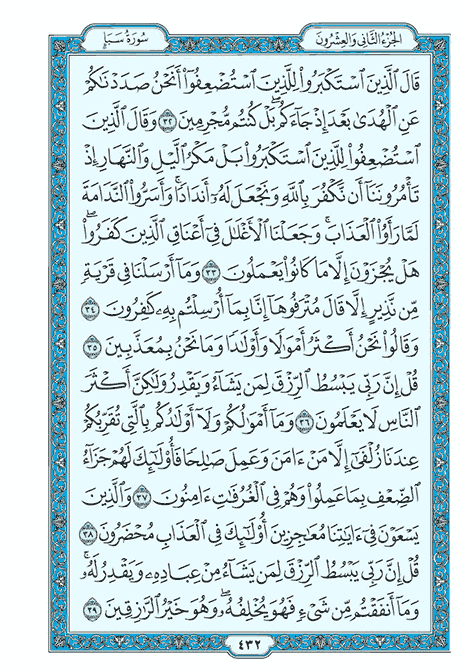 الجزء الثاني والعشرون
سورة سبإ
قَالَ ٱلَّذِينَ ٱسۡتَكۡبَرُواْ لِلَّذِينَ ٱسۡتُضۡعِفُوٓاْ أَنَحۡنُ صَدَدۡنَٰكُمۡ
عَنِ ٱلۡهُدَىٰ بَعۡدَ إِذۡ جَآءَكُمۖ بَلۡ كُنتُم مُّجۡرِمِينَ ٣٢ وَقَالَ ٱلَّذِينَ
ٱسۡتُضۡعِفُواْ لِلَّذِينَ ٱسۡتَكۡبَرُواْ بَلۡ مَكۡرُ ٱلَّيۡلِ وَٱلنَّهَارِ إِذۡ
تَأۡمُرُونَنَآ أَن نَّكۡفُرَ بِٱللَّهِ وَنَجۡعَلَ لَهُۥٓ أَندَادٗاۚ وَأَسَرُّواْ ٱلنَّدَامَةَ
لَمَّا رَأَوُاْ ٱلۡعَذَابَۚ وَجَعَلۡنَا ٱلۡأَغۡلَٰلَ فِيٓ أَعۡنَاقِ ٱلَّذِينَ كَفَرُواْۖ
هَلۡ يُجۡزَوۡنَ إِلَّا مَا كَانُواْ يَعۡمَلُونَ ٣٣ وَمَآ أَرۡسَلۡنَا فِي قَرۡيَةٖ
مِّن نَّذِيرٍ إِلَّا قَالَ مُتۡرَفُوهَآ إِنَّا بِمَآ أُرۡسِلۡتُم بِهِۦ كَٰفِرُونَ ٣٤
وَقَالُواْ نَحۡنُ أَكۡثَرُ أَمۡوَٰلٗا وَأَوۡلَٰدٗا وَمَا نَحۡنُ بِمُعَذَّبِينَ ٣٥
قُلۡ إِنَّ رَبِّي يَبۡسُطُ ٱلرِّزۡقَ لِمَن يَشَآءُ وَيَقۡدِرُ وَلَٰكِنَّ أَكۡثَرَ
ٱلنَّاسِ لَا يَعۡلَمُونَ ٣٦ وَمَآ أَمۡوَٰلُكُمۡ وَلَآ أَوۡلَٰدُكُم بِٱلَّتِي تُقَرِّبُكُمۡ
عِندَنَا زُلۡفَىٰٓ إِلَّا مَنۡ ءَامَنَ وَعَمِلَ صَٰلِحٗا فَأُوْلَٰٓئِكَ لَهُمۡ جَزَآءُ
ٱلضِّعۡفِ بِمَا عَمِلُواْ وَهُمۡ فِي ٱلۡغُرُفَٰتِ ءَامِنُونَ ٣٧ وَٱلَّذِينَ
يَسۡعَوۡنَ فِيٓ ءَايَٰتِنَا مُعَٰجِزِينَ أُوْلَٰٓئِكَ فِي ٱلۡعَذَابِ مُحۡضَرُونَ ٣٨
قُلۡ إِنَّ رَبِّي يَبۡسُطُ ٱلرِّزۡقَ لِمَن يَشَآءُ مِنۡ عِبَادِهِۦ وَيَقۡدِرُ لَهُۥۚ
وَمَآ أَنفَقۡتُم مِّن شَيۡءٖ فَهُوَ يُخۡلِفُهُۥۖ وَهُوَ خَيۡرُ ٱلرَّٰزِقِينَ ٣٩
٤٣٢